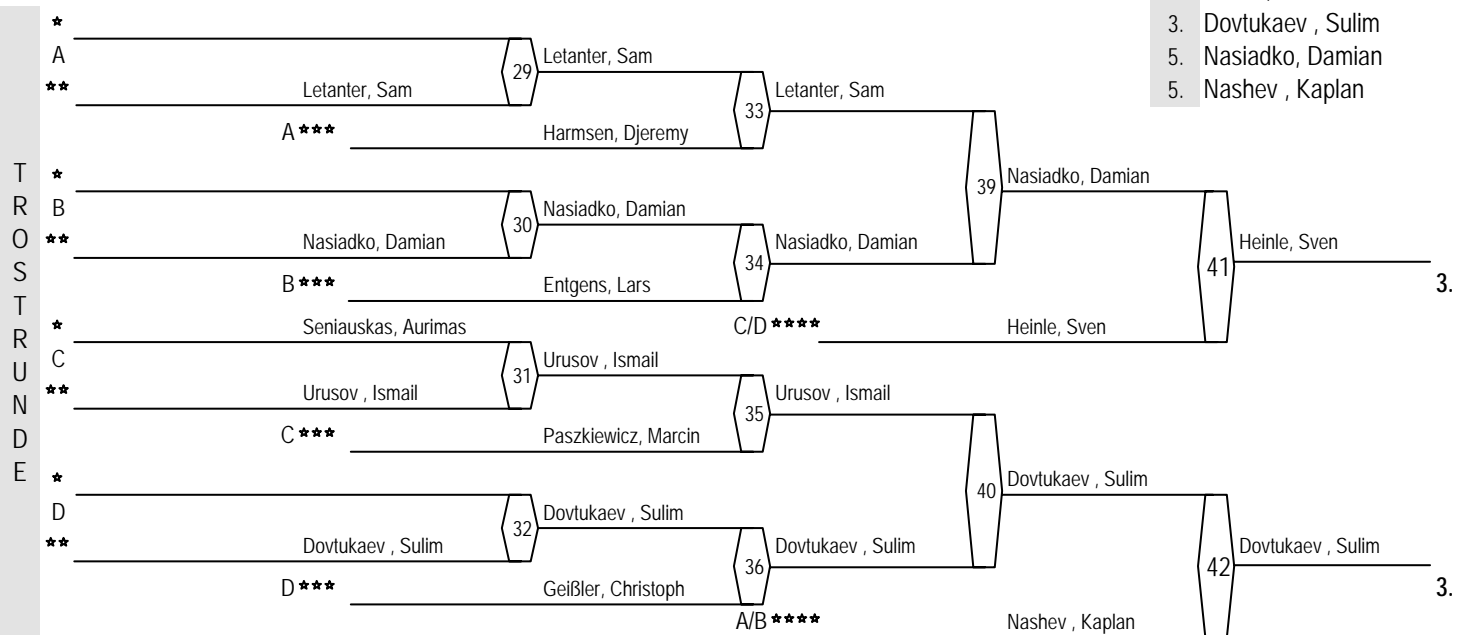 3. Dovtukaev , Sulim
5. Nasiadko, Damian
5. Nashev , Kaplan
TROSTRUNDE
*
A
**
Letanter, Sam
29
Letanter, Sam
A ***
Harmsen, Djeremy
33
Letanter, Sam
*
B
**
Nasiadko, Damian
30
Nasiadko, Damian
B ***
Entgens, Lars
34
Nasiadko, Damian
39
Nasiadko, Damian
C/D ****
Heinle, Sven
41
Heinle, Sven
3.
*
C
**
Seniauskas, Aurimas
Urusov , Ismail
31
Urusov , Ismail
C ***
Paszkiewicz, Marcin
35
Urusov , Ismail
*
D
**
Dovtukaev , Sulim
32
Dovtukaev , Sulim
D ***
Geißler, Christoph
36
Dovtukaev , Sulim
40
Dovtukaev , Sulim
A/B ****
Nashev , Kaplan
42
Dovtukaev , Sulim
3.